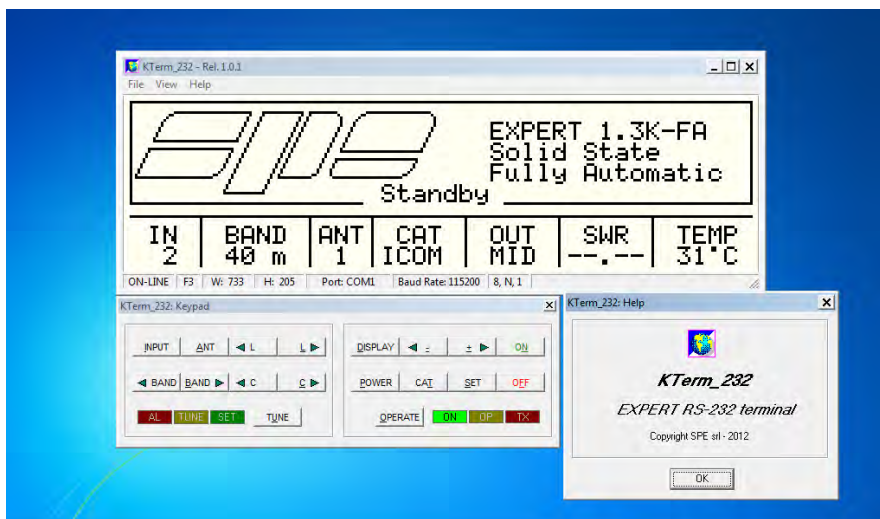 KTerm_232 - Rel. 1.0.1
File View Help
spe
EXPERT 1.3K-FA
Solid State
Fully Automatic
Standby
IN BAND ANT CAT OUT SWR TEMP
2 40 m 1 ICOM MID --.-- 31°C
ON-LINE F3 W: 733 H: 205 Port: COM1 Baud Rate: 115200 8, N, 1
KTerm_232: Keypad
INPUT ANT ◄ L L ► DISPLAY ◄ - + ► ON
◄ BAND BAND ► ◄ C C ► POWER CAT SET OFF
AL TUNE SET TUNE OPERATE ON OP TX
KTerm_232: Help
KTerm_232
EXPERT RS-232 terminal
Copyright SPE srl - 2012
OK